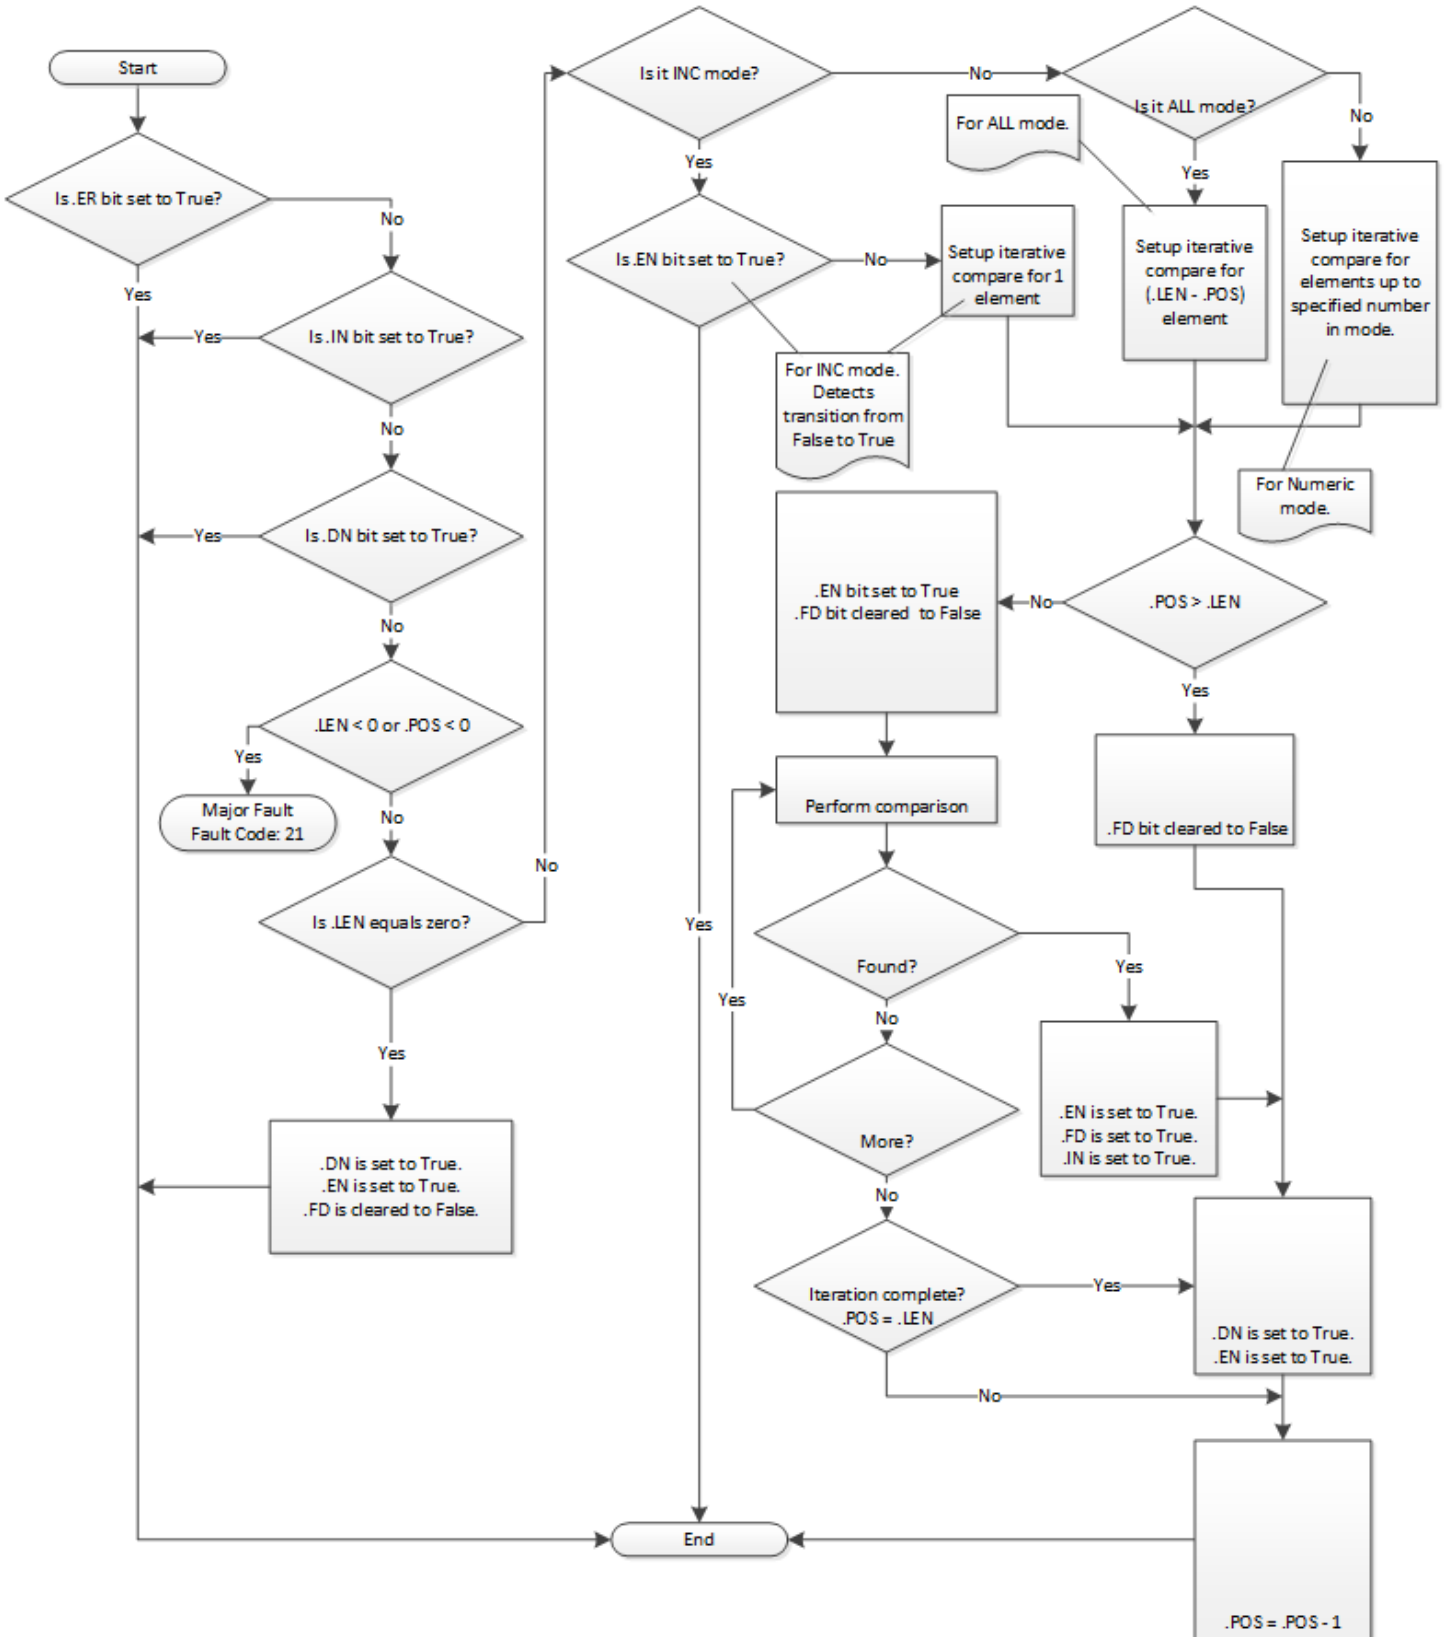 Start
Is .ER bit set to True?
No
Yes
Is .IN bit set to True?
Yes
No
Is .DN bit set to True?
Yes
No
.LEN < 0 or .POS < 0
Yes
Major Fault
Fault Code: 21
No
Is .LEN equals zero?
No
Yes
.DN is set to True.
.EN is set to True.
.FD is cleared to False.
Is it INC mode?
No
Yes
Is it ALL mode?
No
Yes
For ALL mode.
Is .EN bit set to True?
No
Yes
Setup iterative
compare for 1
element
For INC mode.
Detects
transition from
False to True
Setup iterative
compare for
(.LEN - .POS)
element
Setup iterative
compare for
elements up to
specified number
in mode.
For Numeric
mode.
.POS > .LEN
No
Yes
.EN bit set to True
.FD bit cleared to False
.FD bit cleared to False
Perform comparison
Found?
Yes
No
.EN is set to True.
.FD is set to True.
.IN is set to True.
More?
Yes
No
Iteration complete?
.POS = .LEN
Yes
No
.DN is set to True.
.EN is set to True.
.POS = .POS - 1
End